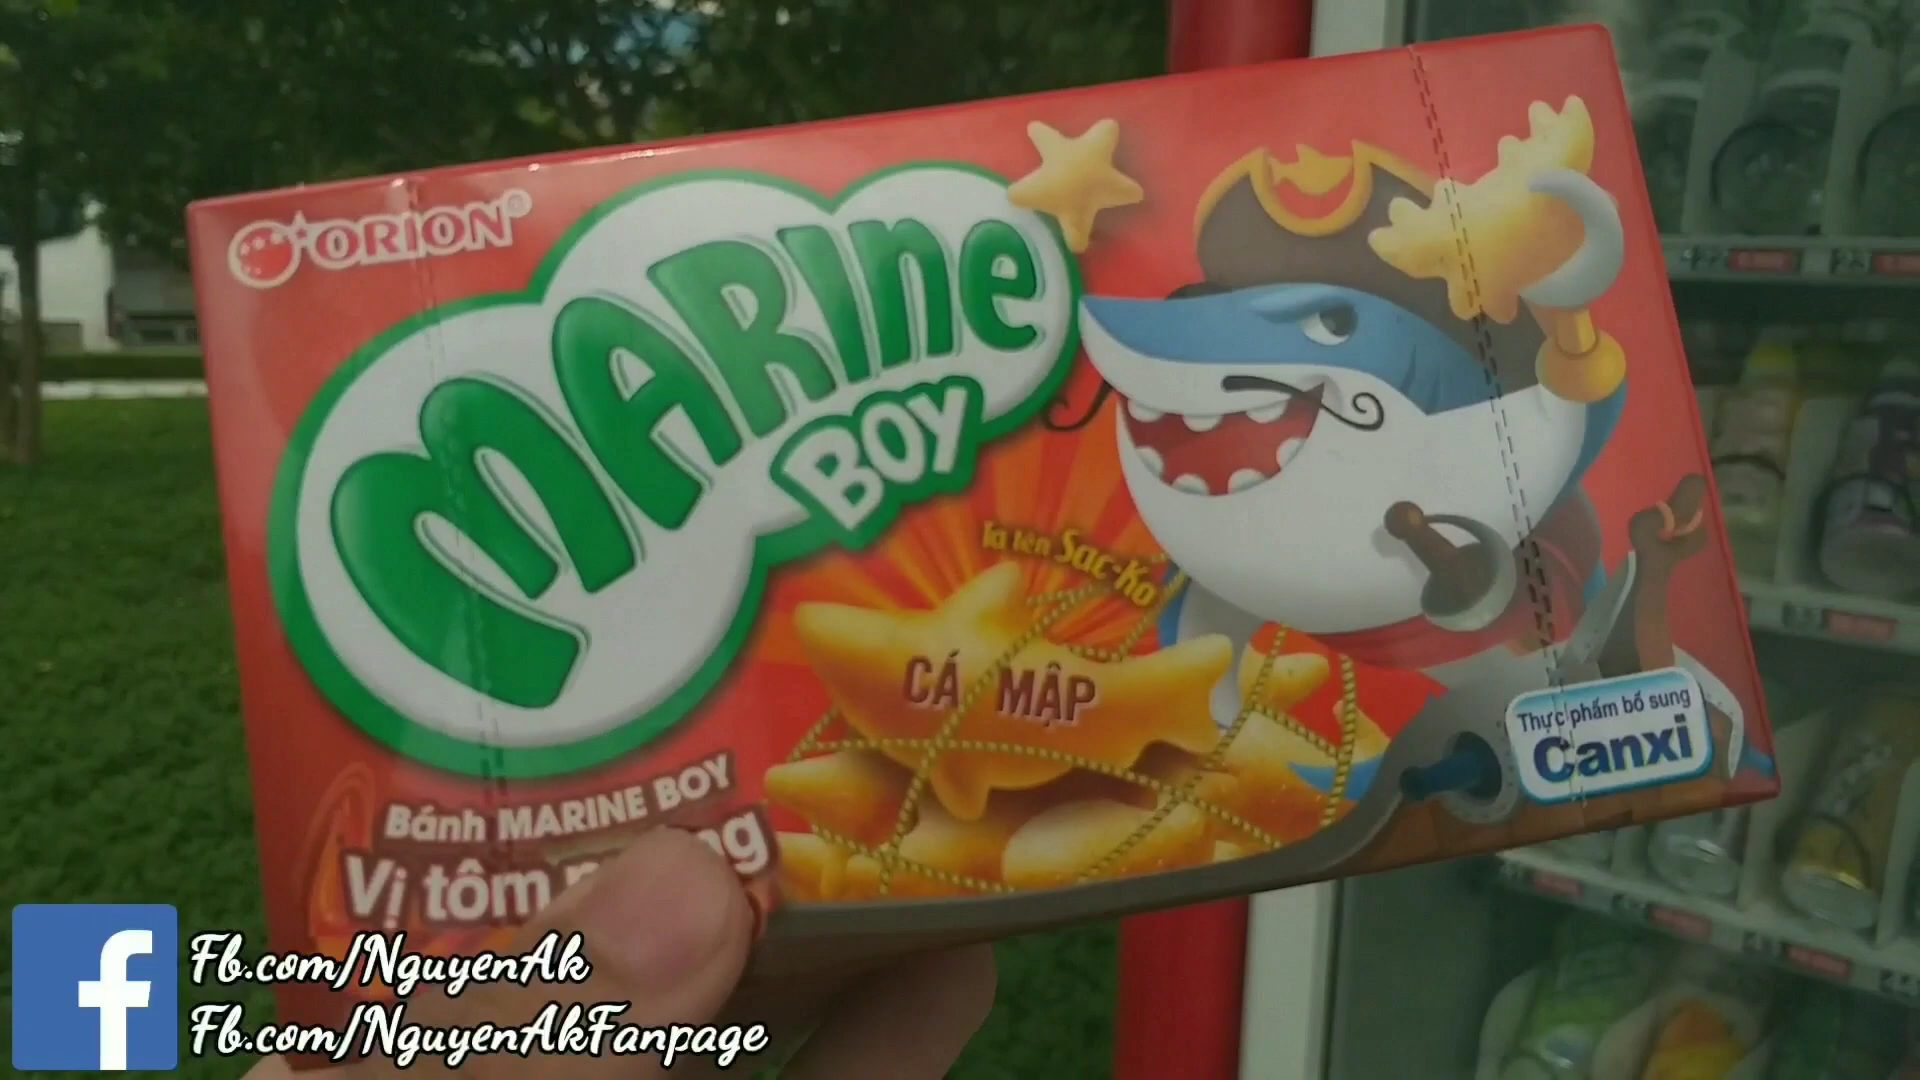 ORION
MARINE
BOY
Ta tên Sac-Ko
CÁ MẬP
Thực phẩm bổ sung
Canxi
Bánh MARINE BOY
Vị tôm
Fb.com/NguyenAk
Fb.com/NguyenAkFanpage